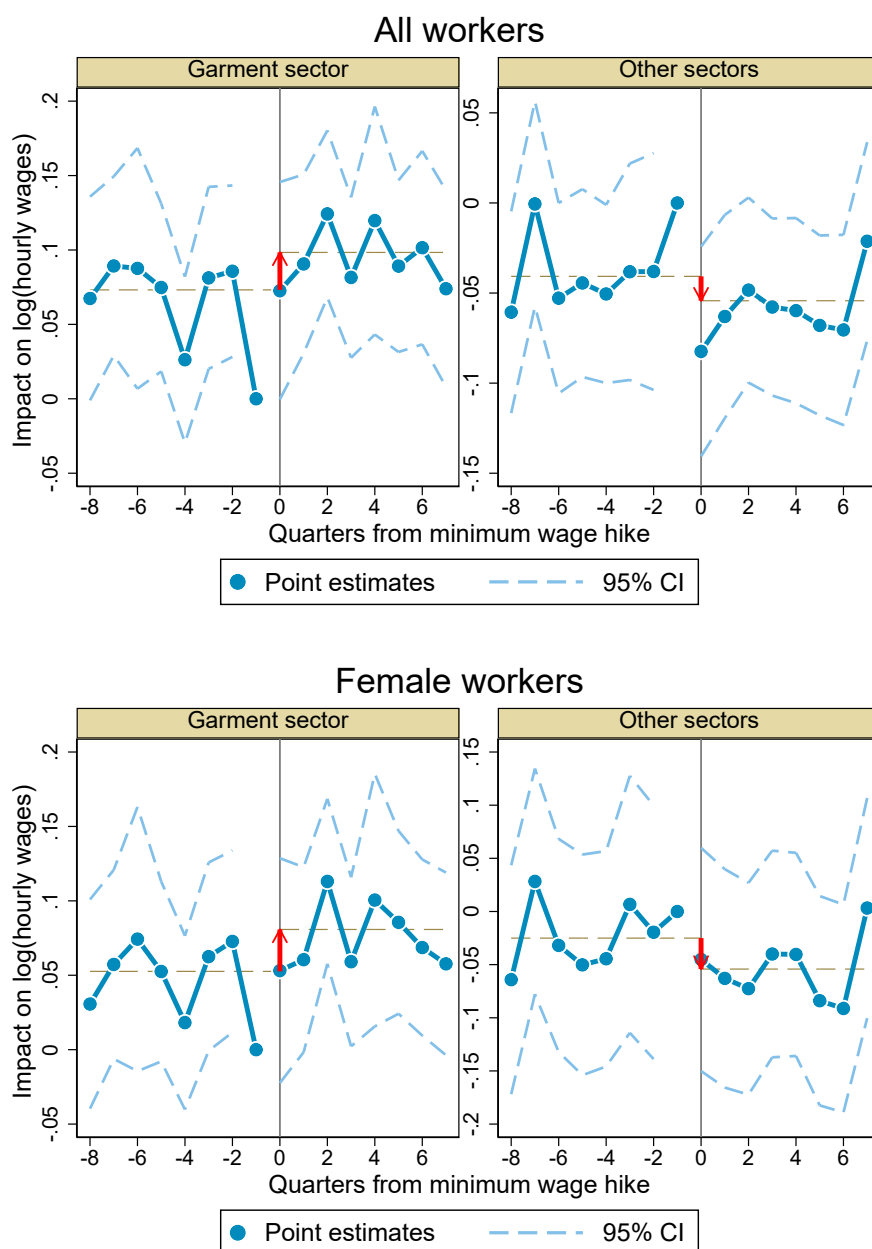 All workers
Garment sector
Other sectors
Impact on log(hourly wages)
.2
.15
.1
.05
0
-.05
.05
0
-.05
-.1
-.15
-8 -6 -4 -2 0 2 4 6
-8 -6 -4 -2 0 2 4 6
Quarters from minimum wage hike
Point estimates
95% CI
Female workers
Garment sector
Other sectors
Impact on log(hourly wages)
.2
.15
.1
.05
0
-.05
.15
.1
.05
0
-.05
-.1
-.15
-.2
-8 -6 -4 -2 0 2 4 6
-8 -6 -4 -2 0 2 4 6
Quarters from minimum wage hike
Point estimates
95% CI